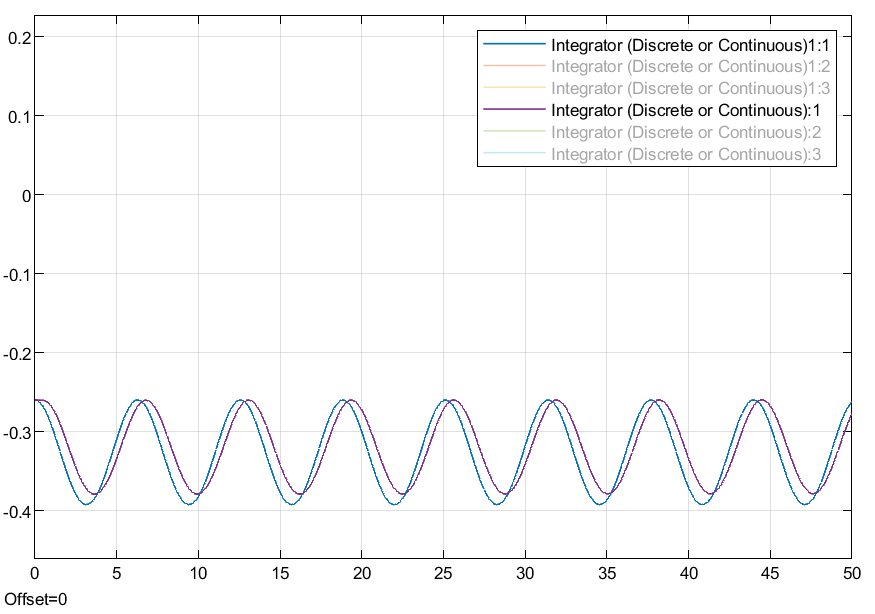 0.2
0.1
0
-0.1
-0.2
-0.3
-0.4
Integrator (Discrete or Continuous)1:1
Integrator (Discrete or Continuous)1:2
Integrator (Discrete or Continuous)1:3
Integrator (Discrete or Continuous):1
Integrator (Discrete or Continuous):2
Integrator (Discrete or Continuous):3
0 5 10 15 20 25 30 35 40 45 50
Offset=0